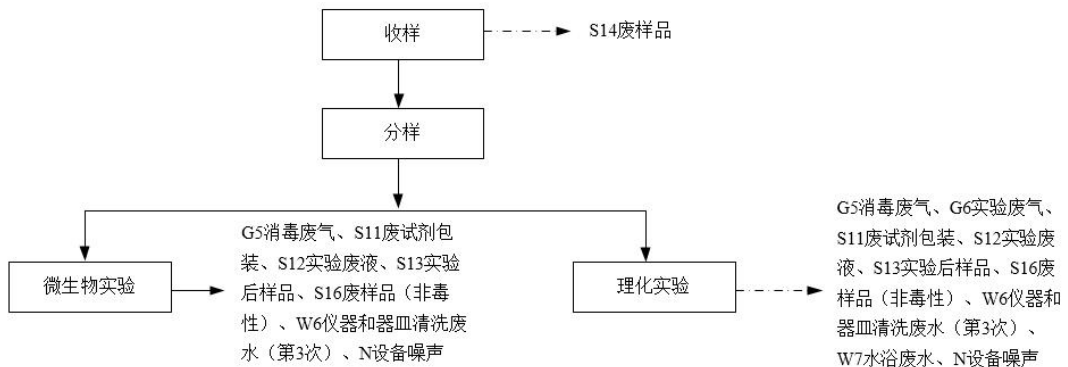 收样
S14废样品
分样
G5消毒废气、S11废试剂包
装、S12实验废液、S13实验
后样品、S16废样品（非毒
性）、W6仪器和器皿清洗废
水（第3次）、N设备噪声
微生物实验
理化实验
G5消毒废气、G6实验废气、
S11废试剂包装、S12实验废
液、S13实验后样品、S16废
样品（非毒性）、W6仪器和
器皿清洗废水（第3次）、
W7水浴废水、N设备噪声